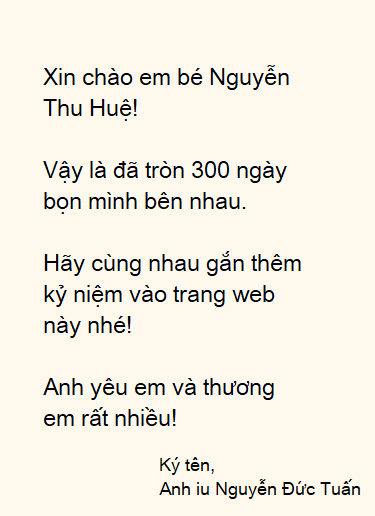 Xin chào em bé Nguyễn
Thu Huệ!
Vậy là đã tròn 300 ngày
bọn mình bên nhau.
Hãy cùng nhau gắn thêm
kỷ niệm vào trang web
này nhé!
Anh yêu em và thương
em rất nhiều!
Ký tên,
Anh iu Nguyễn Đức Tuấn